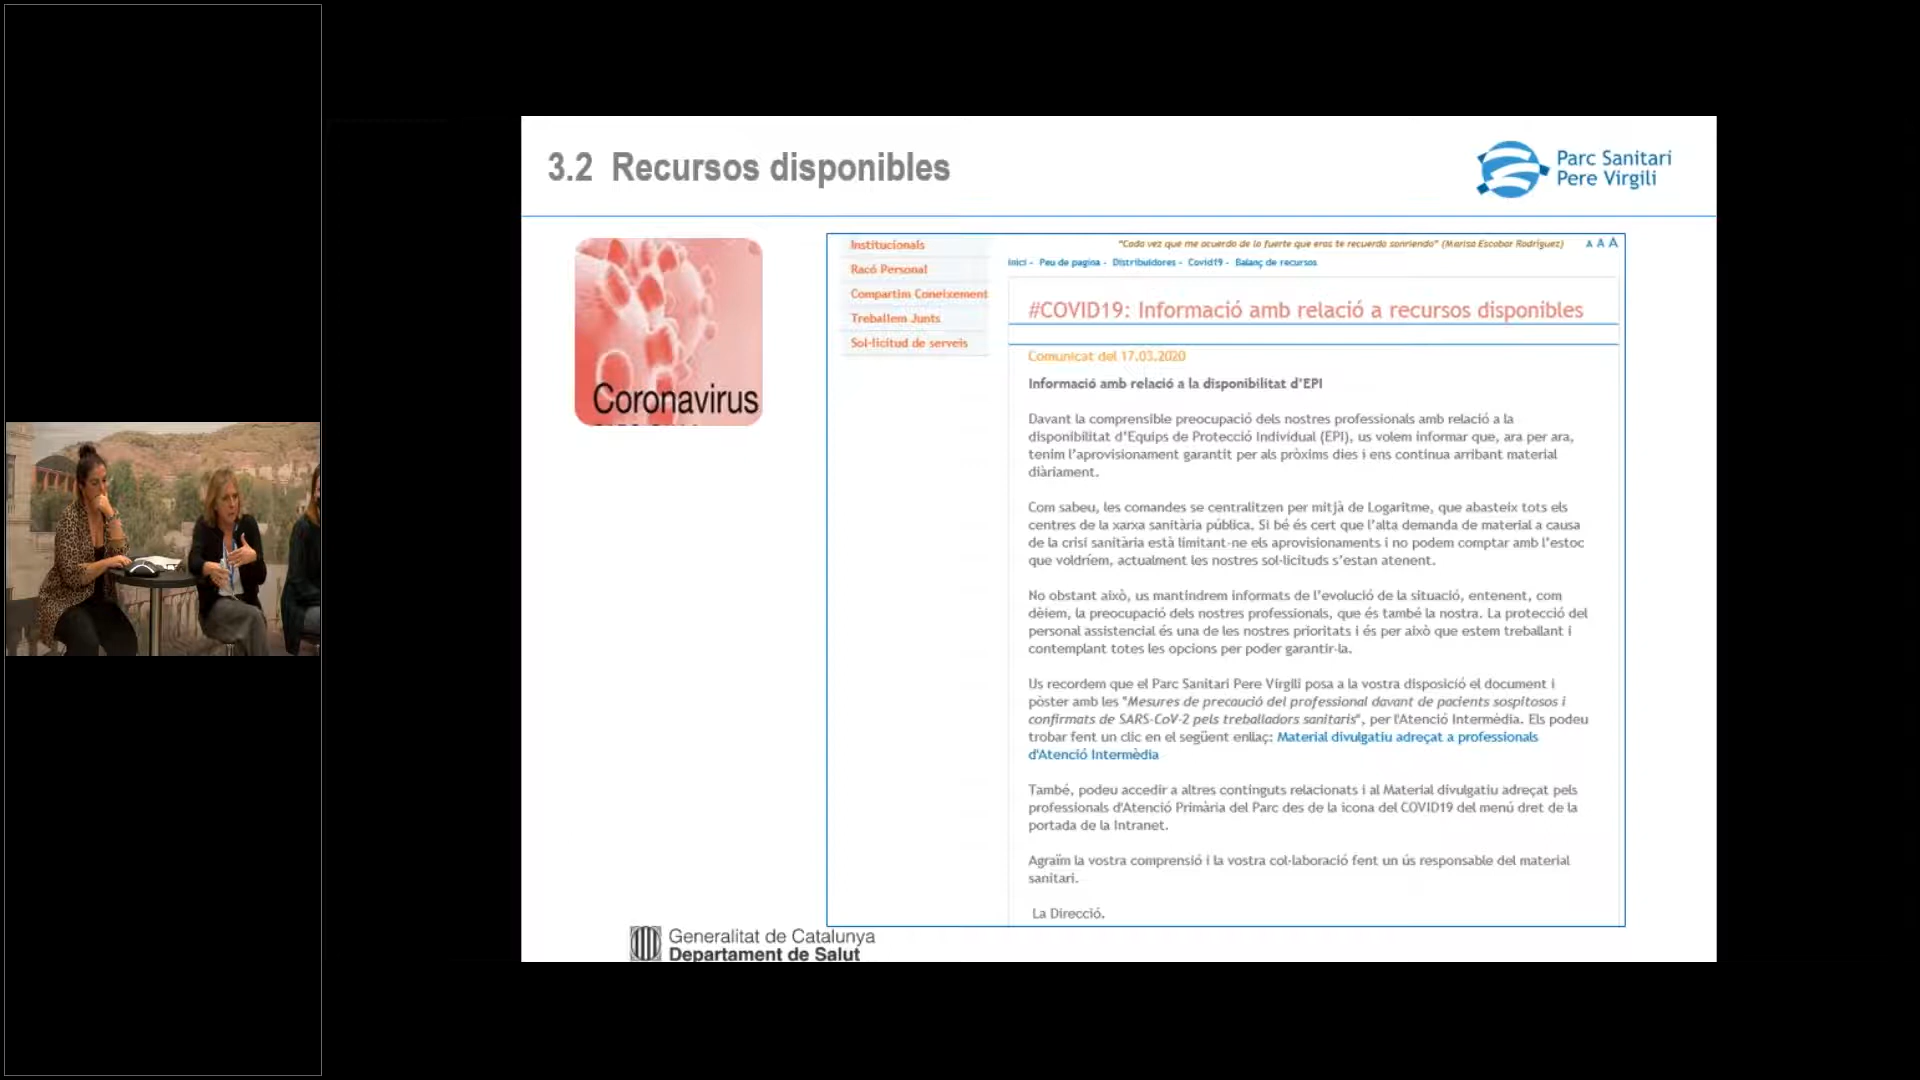 3.2 Recursos disponibles
Parc Sanitari
Pere Virgili
Coronavirus
Institucionals
Racó Personal
Compartim Coneixement
Treballem Junts
Sol·licitud de serveis
"Cada vez que me acuerdo de lo fuerte que eras te recuerdo sonriendo" (Marisa Escobar Rodríguez)
A A A
Inici - Peu de pagina - Distribuidores - Covid19 - Balanç de recursos
#COVID19: Informació amb relació a recursos disponibles
Comunicat del 17.03.2020
Informació amb relació a la disponibilitat d'EPI
Davant la comprensible preocupació dels nostres professionals amb relació a la
disponibilitat d'Equips de Protecció Individual (EPI), us volem informar que, ara per ara,
tenim l'aprovisionament garantit per als pròxims dies i ens continua arribant material
diàriament.
Com sabeu, les comandes se centralitzen per mitjà de Logaritme, que abasteix tots els
centres de la xarxa sanitària pública. Si bé és cert que l'alta demanda de material a causa
de la crisi sanitària està limitant-ne els aprovisionaments i no podem comptar amb l'estoc
que voldríem, actualment les nostres sol·licituds s'estan atenent.
No obstant això, us mantindrem informats de l'evolució de la situació, entenent, com
dèiem, la preocupació dels nostres professionals, que és també la nostra. La protecció del
personal assistencial és una de les nostres prioritats i és per això que estem treballant i
contemplant totes les opcions per poder garantir-la.
Us recordem que el Parc Sanitari Pere Virgili posa a la vostra disposició el document i
pòster amb les "Mesures de precaució del professional davant de pacients sospitosos i
confirmats de SARS-CoV-2 pels treballadors sanitaris", per l'Atenció Intermèdia. Els podeu
trobar fent un clic en el següent enllaç: Material divulgatiu adreçat a professionals
d'Atenció Intermèdia
També, podeu accedir a altres continguts relacionats i al Material divulgatiu adreçat pels
professionals d'Atenció Primària del Parc des de la icona del COVID19 del menú dret de la
portada de la Intranet.
Agraïm la vostra comprensió i la vostra col·laboració fent un ús responsable del material
sanitari.
La Direcció.
Generalitat de Catalunya
Departament de Salut